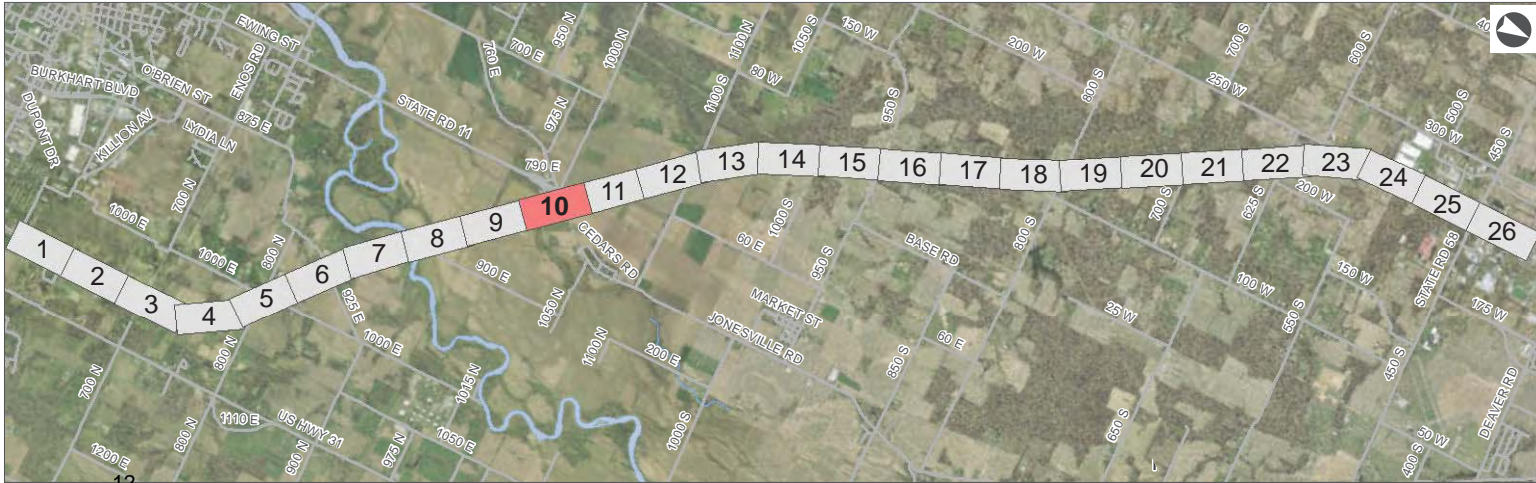 EWING ST
760 E
700 E
950 N
1000 N
1100 N
1050 S
150 W
200 W
700 S
600 S
BURKHART BLVD
O'BRIEN ST
ENOS RD
STATE RD 11
975 N
1100 S
80 W
950 S
800 S
250 W
500 S
300 W
450 S
DUPONT DR
KILLION AV
LYDIA LN
875 E
790 E
700 N
1000 E
1000 E
800 N
925 E
900 E
CEDARS RD
60 E
1000 S
950 S
BASE RD
800 S
700 S
625 S
200 W
1
2
3
4
5
6
7
8
9
10
11
12
13
14
15
16
17
18
19
20
21
22
23
24
25
26
100 W
150 W
STATE RD 58
175 W
1050 N
MARKET ST
JONESVILLE RD
25 W
550 S
700 N
800 N
1000 E
1015 N
1100 N
200 E
850 S
60 E
450 S
DEAVER RD
1110 E
US HWY 31
1200 E
800 N
900 N
975 N
1050 E
1000 S
650 S
50 W
400 S